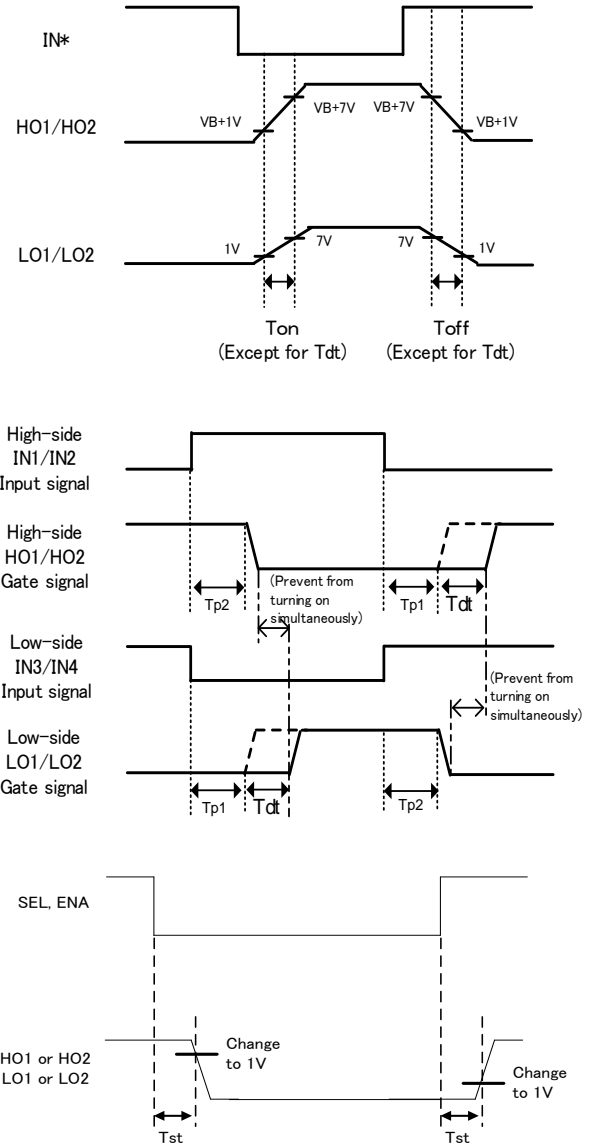 IN*
HO1/HO2
VB+1V
VB+7V
VB+7V
VB+1V
LO1/LO2
1V
7V
7V
1V
Ton
(Except for Tdt)
Toff
(Except for Tdt)
High-side
IN1/IN2
Input signal
High-side
HO1/HO2
Gate signal
Tp2
(Prevent from
turning on
simultaneously)
Tp1
Tdt
Low-side
IN3/IN4
Input signal
(Prevent from
turning on
simultaneously)
Low-side
LO1/LO2
Gate signal
Tp1
Tdt
Tp2
SEL, ENA
HO1 or HO2
LO1 or LO2
Change
to 1V
Change
to 1V
Tst
Tst